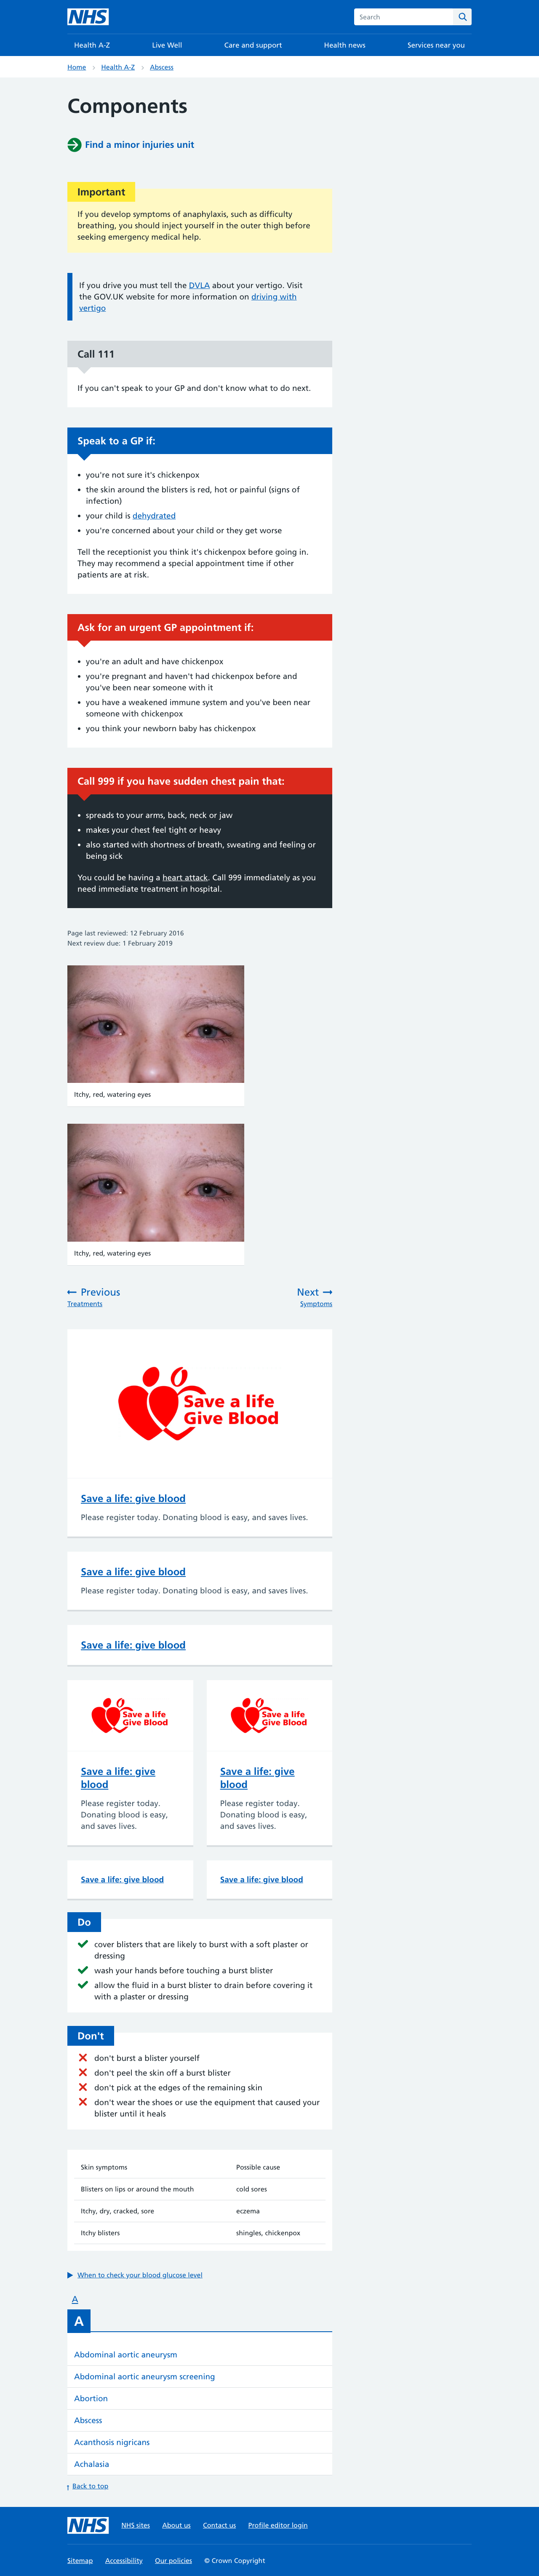 NHS
Search
Health A-Z
Live Well
Care and support
Health news
Services near you
Home
Health A-Z
Abscess
Components
Find a minor injuries unit
Important
If you develop symptoms of anaphylaxis, such as difficulty
breathing, you should inject yourself in the outer thigh before
seeking emergency medical help.
If you drive you must tell the DVLA about your vertigo. Visit
the GOV.UK website for more information on driving with
vertigo
Call 111
If you can't speak to your GP and don't know what to do next.
Speak to a GP if:
you're not sure it's chickenpox
the skin around the blisters is red, hot or painful (signs of
infection)
your child is dehydrated
you're concerned about your child or they get worse
Tell the receptionist you think it's chickenpox before going in.
They may recommend a special appointment time if other
patients are at risk.
Ask for an urgent GP appointment if:
you're an adult and have chickenpox
you're pregnant and haven't had chickenpox before and
you've been near someone with it
you have a weakened immune system and you've been near
someone with chickenpox
you think your newborn baby has chickenpox
Call 999 if you have sudden chest pain that:
spreads to your arms, back, neck or jaw
makes your chest feel tight or heavy
also started with shortness of breath, sweating and feeling or
being sick
You could be having a heart attack. Call 999 immediately as you
need immediate treatment in hospital.
Page last reviewed: 12 February 2016
Next review due: 1 February 2019
Itchy, red, watering eyes
Itchy, red, watering eyes
Previous
Treatments
Next
Symptoms
Save a life
Give Blood
Save a life: give blood
Please register today. Donating blood is easy, and saves lives.
Save a life: give blood
Please register today. Donating blood is easy, and saves lives.
Save a life: give blood
Save a life
Give Blood
Save a life: give
blood
Please register today.
Donating blood is easy,
and saves lives.
Save a life
Give Blood
Save a life: give
blood
Please register today.
Donating blood is easy,
and saves lives.
Save a life: give blood
Save a life: give blood
Do
cover blisters that are likely to burst with a soft plaster or
dressing
wash your hands before touching a burst blister
allow the fluid in a burst blister to drain before covering it
with a plaster or dressing
Don't
don't burst a blister yourself
don't peel the skin off a burst blister
don't pick at the edges of the remaining skin
don't wear the shoes or use the equipment that caused your
blister until it heals
Skin symptoms Possible cause
Blisters on lips or around the mouth cold sores
Itchy, dry, cracked, sore eczema
Itchy blisters shingles, chickenpox
When to check your blood glucose level
A
A
Abdominal aortic aneurysm
Abdominal aortic aneurysm screening
Abortion
Abscess
Acanthosis nigricans
Achalasia
Back to top
NHS
NHS sites
About us
Contact us
Profile editor login
Sitemap
Accessibility
Our policies
© Crown Copyright